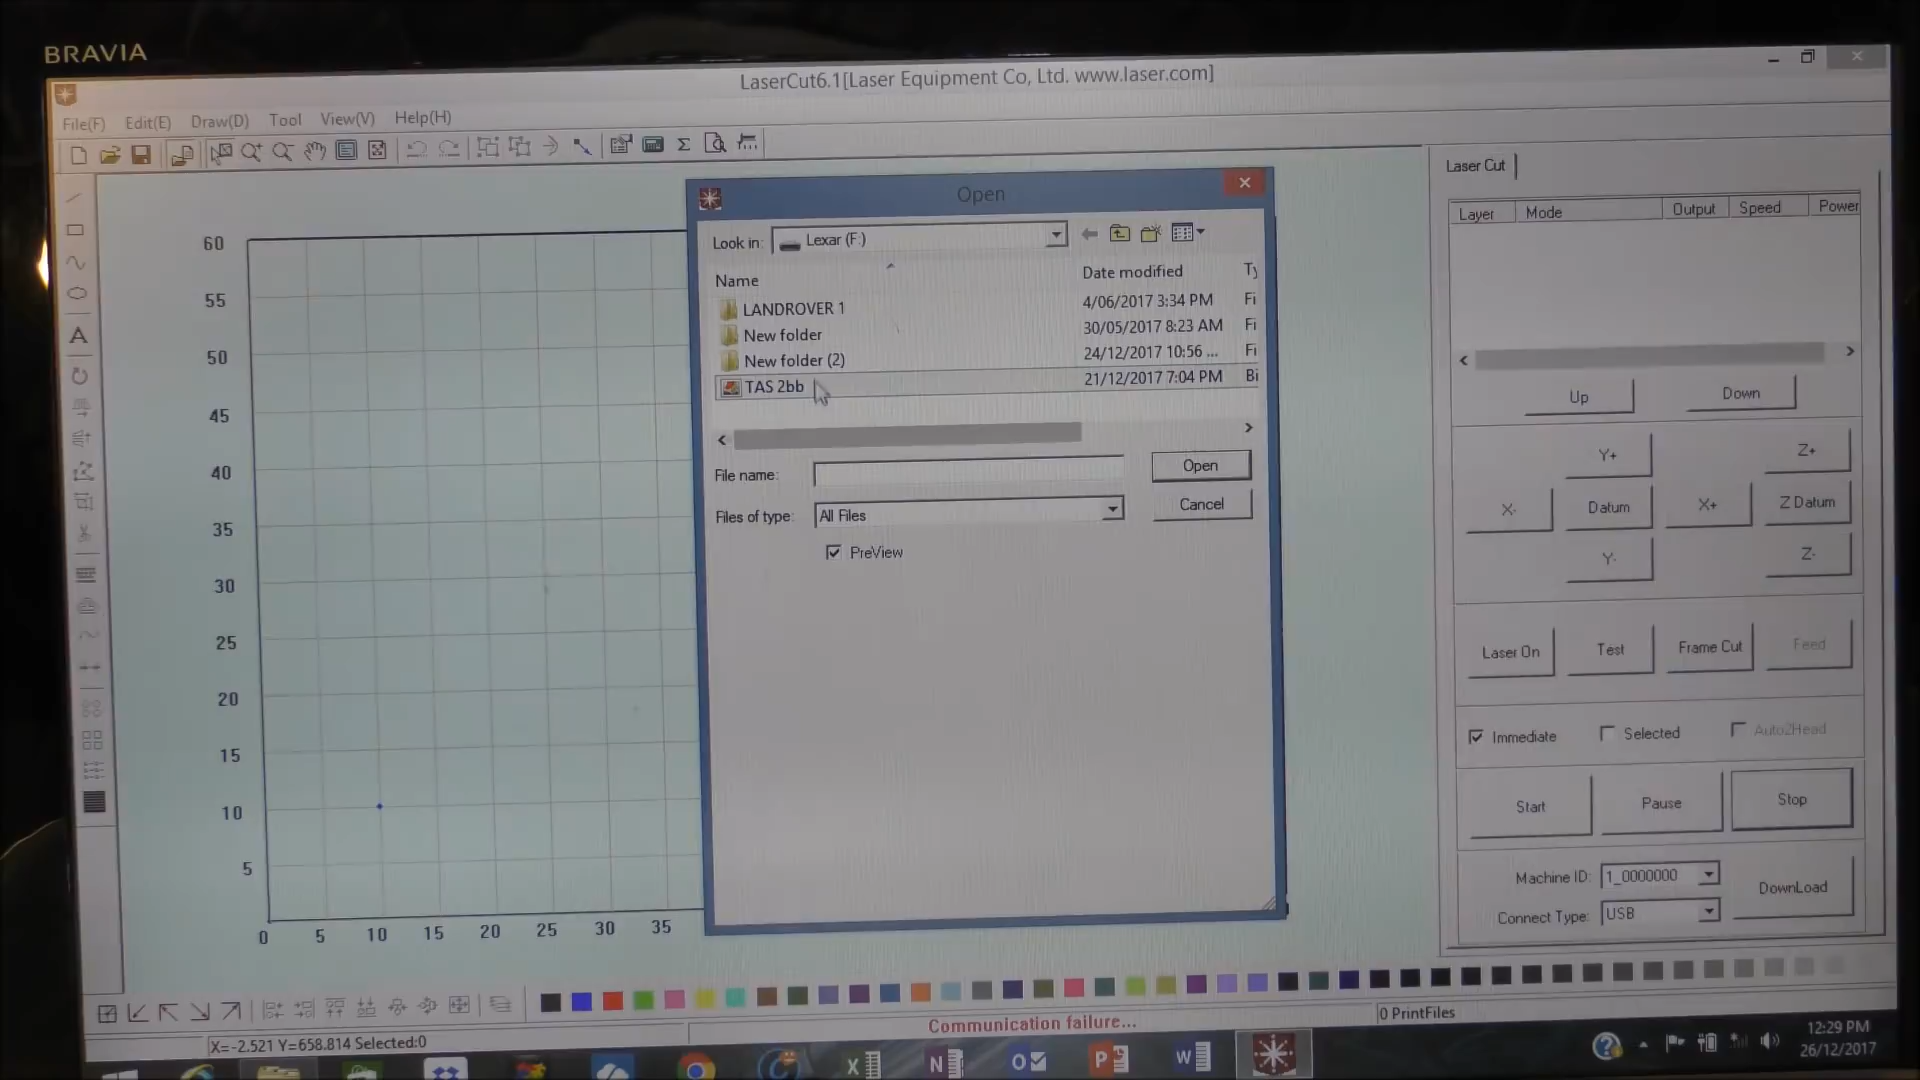 BRAVIA
LaserCut6.1[Laser Equipment Co, Ltd. www.laser.com]
File(F) Edit(E) Draw(D) Tool View(V) Help(H)
Open
Look in: Lexar (F:)
Name Date modified Ty
LANDROVER 1 4/06/2017 3:34 PM Fi
New folder 30/05/2017 8:23 AM Fi
New folder (2) 24/12/2017 10:56 ... Fi
TAS 2bb 21/12/2017 7:04 PM Bi
File name: Open
Files of type: All Files Cancel
PreView
60
55
50
45
40
35
30
25
20
15
10
5
0 5 10 15 20 25 30 35
Laser Cut
Layer Mode Output Speed Power
Up Down
Y+ Z+
X- Datum X+ Z Datum
Y- Z-
Laser On Test Frame Cut Feed
Immediate Selected Auto2Head
Start Pause Stop
Machine ID: 1_0000000 DownLoad
Connect Type: USB
X=-2.521 Y=658.814 Selected:0
Communication failure...
0 PrintFiles
12:29 PM
26/12/2017